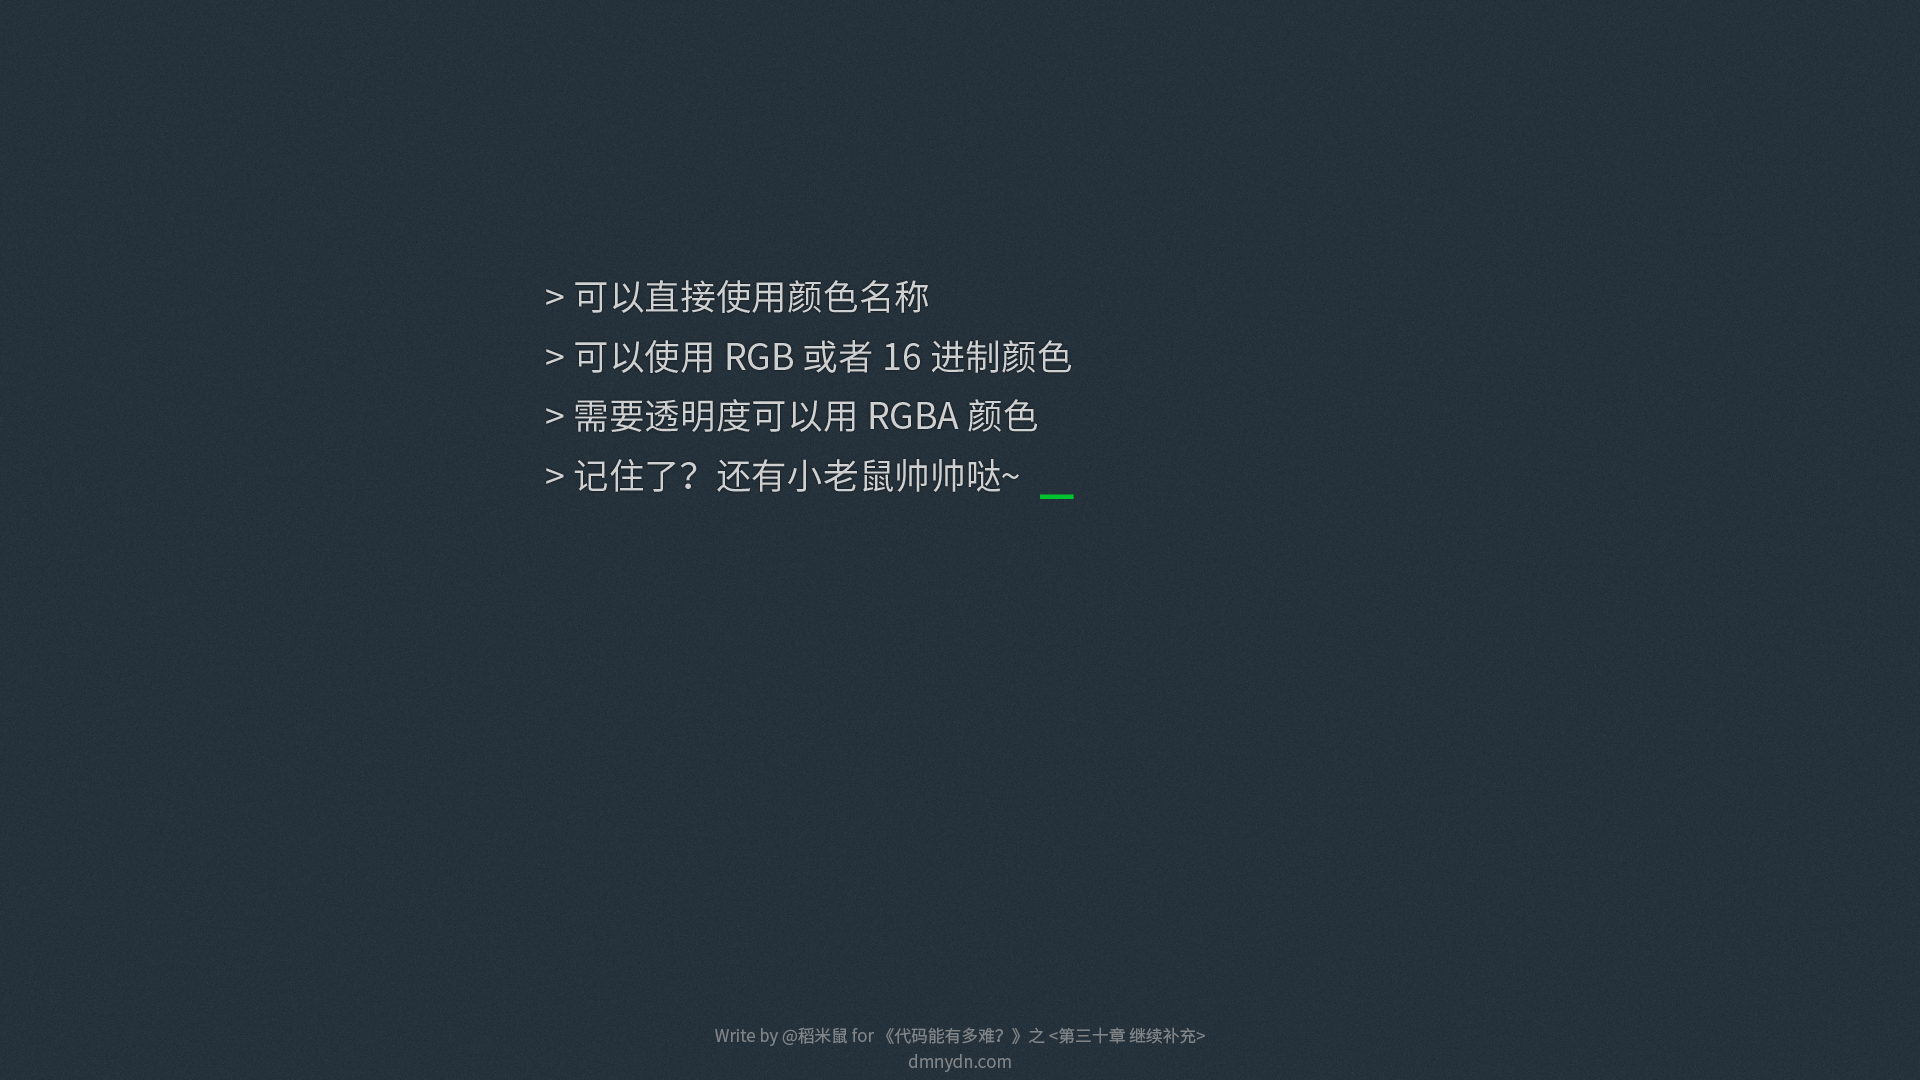 > 可以直接使用颜色名称
> 可以使用 RGB 或者 16 进制颜色
> 需要透明度可以用 RGBA 颜色
> 记住了？还有小老鼠帅帅哒~ _
Write by @稻米鼠 for 《代码能有多难？》之 <第三十章 继续补充>
dmnydn.com